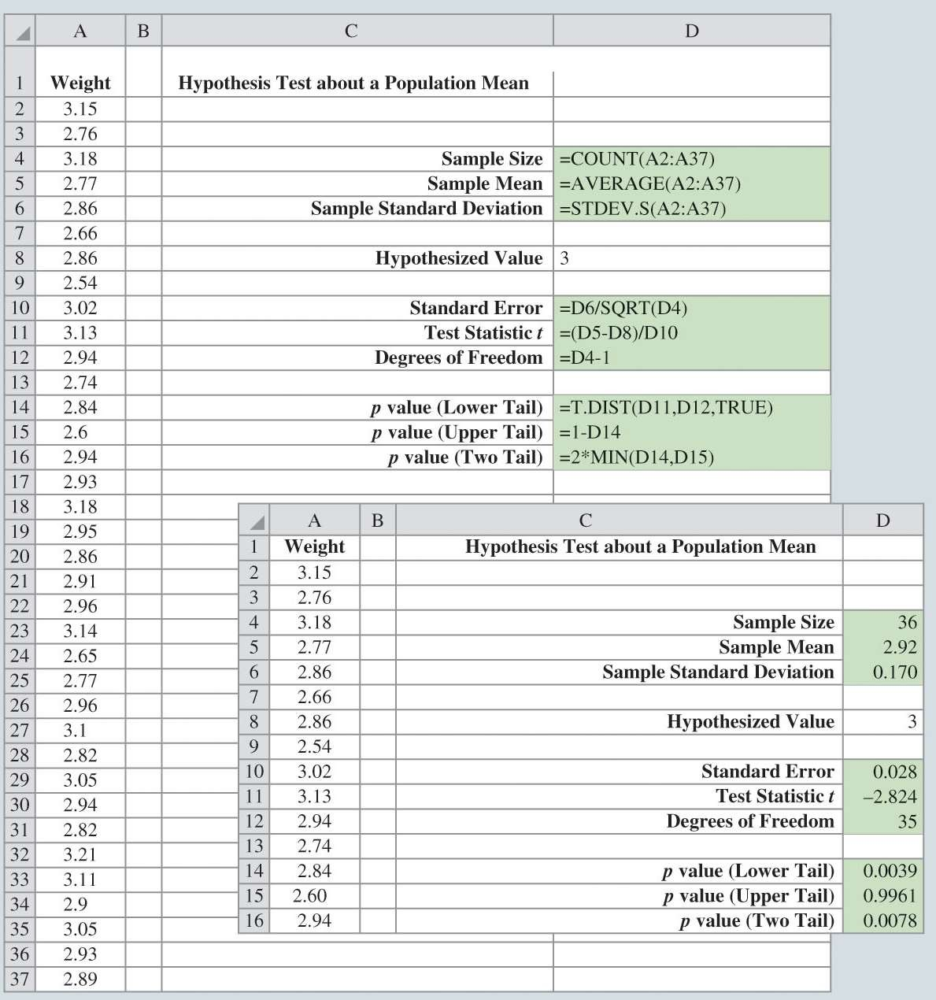 A B C D
1 Weight Hypothesis Test about a Population Mean
2 3.15
3 2.76
4 3.18 Sample Size =COUNT(A2:A37)
5 2.77 Sample Mean =AVERAGE(A2:A37)
6 2.86 Sample Standard Deviation =STDEV.S(A2:A37)
7 2.66
8 2.86 Hypothesized Value 3
9 2.54
10 3.02 Standard Error =D6/SQRT(D4)
11 3.13 Test Statistic t =(D5-D8)/D10
12 2.94 Degrees of Freedom =D4-1
13 2.74
14 2.84 p value (Lower Tail) =T.DIST(D11,D12,TRUE)
15 2.6 p value (Upper Tail) =1-D14
16 2.94 p value (Two Tail) =2*MIN(D14,D15)
17 2.93
18 3.18
19 2.95
20 2.86
21 2.91
22 2.96
23 3.14
24 2.65
25 2.77
26 2.96
27 3.1
28 2.82
29 3.05
30 2.94
31 2.82
32 3.21
33 3.11
34 2.9
35 3.05
36 2.93
37 2.89
A B C D
1 Weight Hypothesis Test about a Population Mean
2 3.15
3 2.76
4 3.18 Sample Size 36
5 2.77 Sample Mean 2.92
6 2.86 Sample Standard Deviation 0.170
7 2.66
8 2.86 Hypothesized Value 3
9 2.54
10 3.02 Standard Error 0.028
11 3.13 Test Statistic t –2.824
12 2.94 Degrees of Freedom 35
13 2.74
14 2.84 p value (Lower Tail) 0.0039
15 2.60 p value (Upper Tail) 0.9961
16 2.94 p value (Two Tail) 0.0078